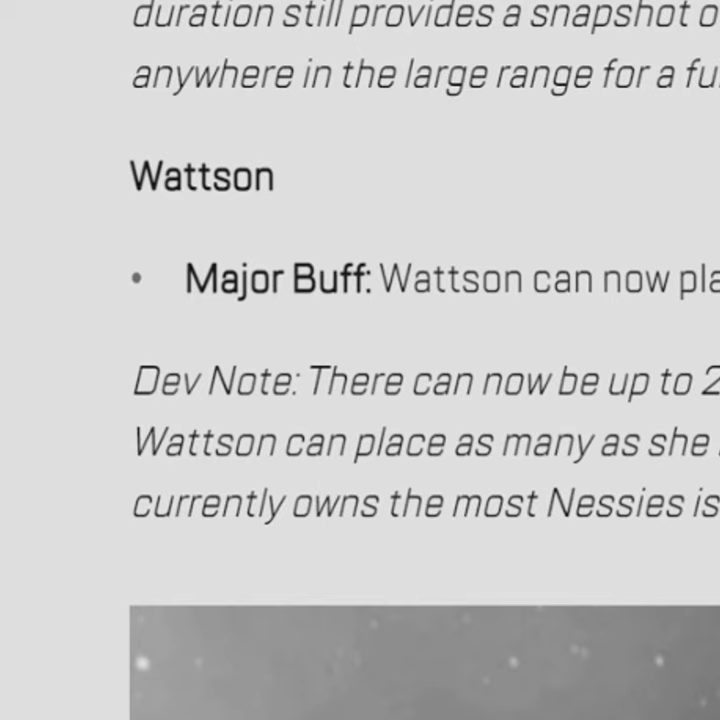 duration still provides a snapshot o
anywhere in the large range for a fu
Wattson
• Major Buff: Wattson can now pla
Dev Note: There can now be up to 2
Wattson can place as many as she
currently owns the most Nessies is